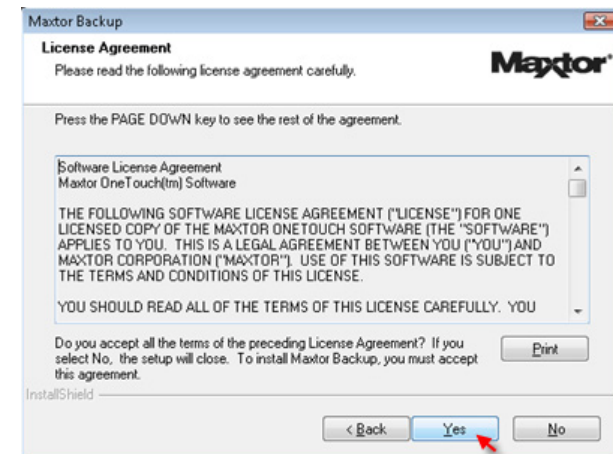 Maxtor Backup
License Agreement
Please read the following license agreement carefully.
Maxtor
Press the PAGE DOWN key to see the rest of the agreement.
Software License Agreement
Maxtor OneTouch(tm) Software
THE FOLLOWING SOFTWARE LICENSE AGREEMENT ("LICENSE") FOR ONE
LICENSED COPY OF THE MAXTOR ONETOUCH SOFTWARE (THE "SOFTWARE")
APPLIES TO YOU.  THIS IS A LEGAL AGREEMENT BETWEEN YOU ("YOU") AND
MAXTOR CORPORATION ("MAXTOR").  USE OF THIS SOFTWARE IS SUBJECT TO
THE TERMS AND CONDITIONS OF THIS LICENSE.
YOU SHOULD READ ALL OF THE TERMS OF THIS LICENSE CAREFULLY.  YOU
Do you accept all the terms of the preceding License Agreement?  If you
select No,  the setup will close.  To install Maxtor Backup, you must accept
this agreement.
Print
InstallShield
< Back
Yes
No